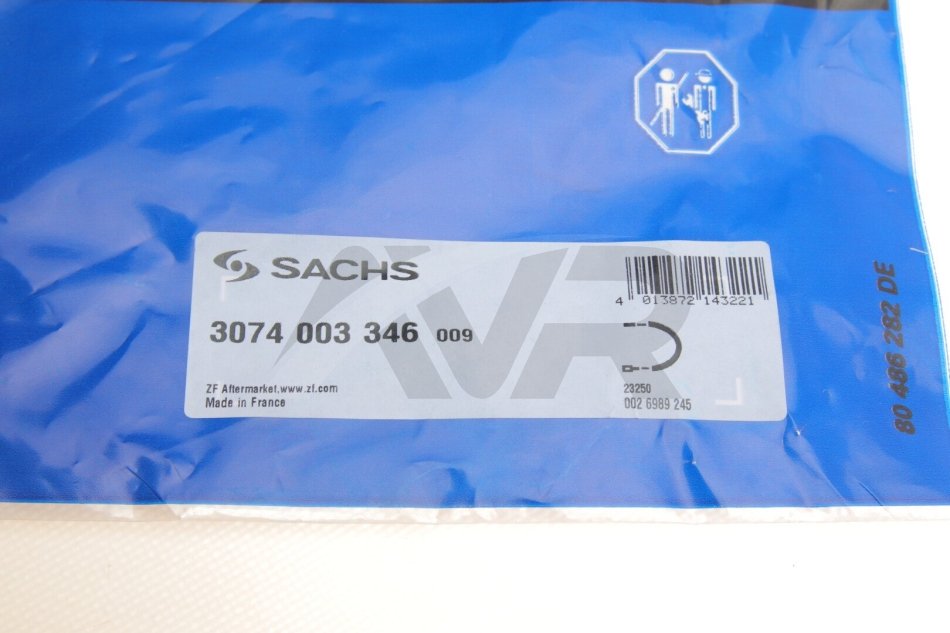 SACHS
3074 003 346 009
4 013872 143221
ZF Aftermarket,www.zf.com
Made in France
23250
002 6989 245
80 486 282 DE
AVR